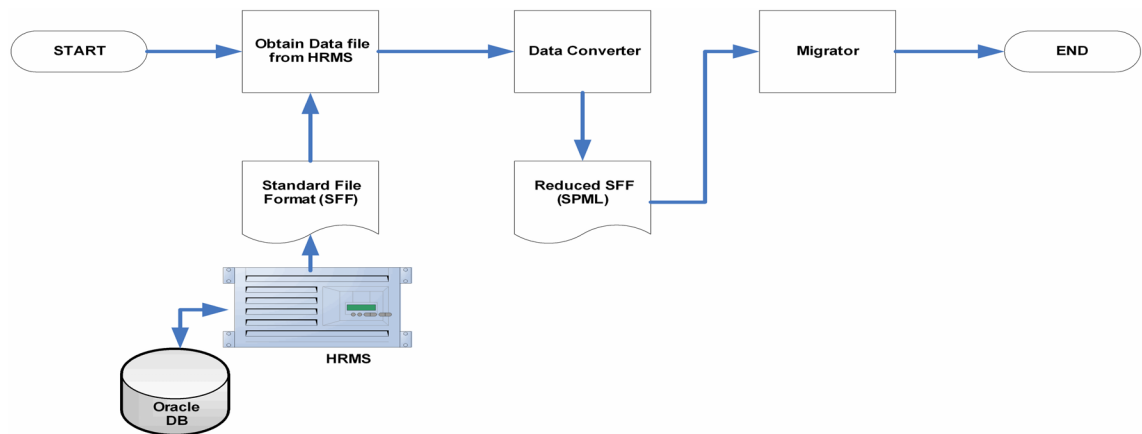 START
Obtain Data file
from HRMS
Data Converter
Migrator
END
Standard File
Format (SFF)
Reduced SFF
(SPML)
HRMS
Oracle
DB